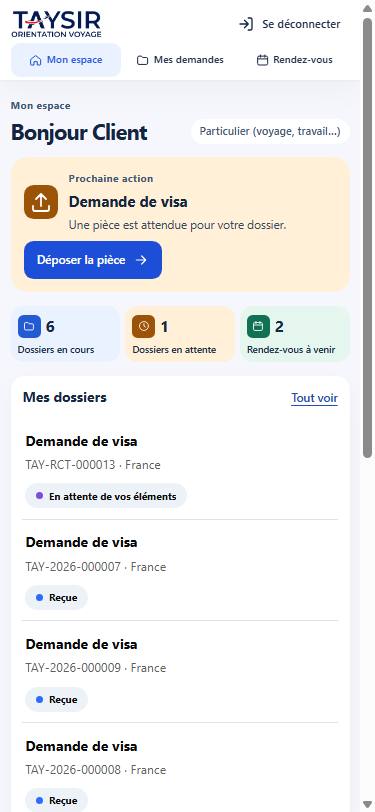 TAYSIR
ORIENTATION VOYAGE
Se déconnecter
Mon espace
Mes demandes
Rendez-vous
Mon espace
Bonjour Client
Particulier (voyage, travail...)
Prochaine action
Demande de visa
Une pièce est attendue pour votre dossier.
Déposer la pièce
6
Dossiers en cours
1
Dossiers en attente
2
Rendez-vous à venir
Mes dossiers
Tout voir
Demande de visa
TAY-RCT-000013 · France
En attente de vos éléments
Demande de visa
TAY-2026-000007 · France
Reçue
Demande de visa
TAY-2026-000009 · France
Reçue
Demande de visa
TAY-2026-000008 · France
Reçue